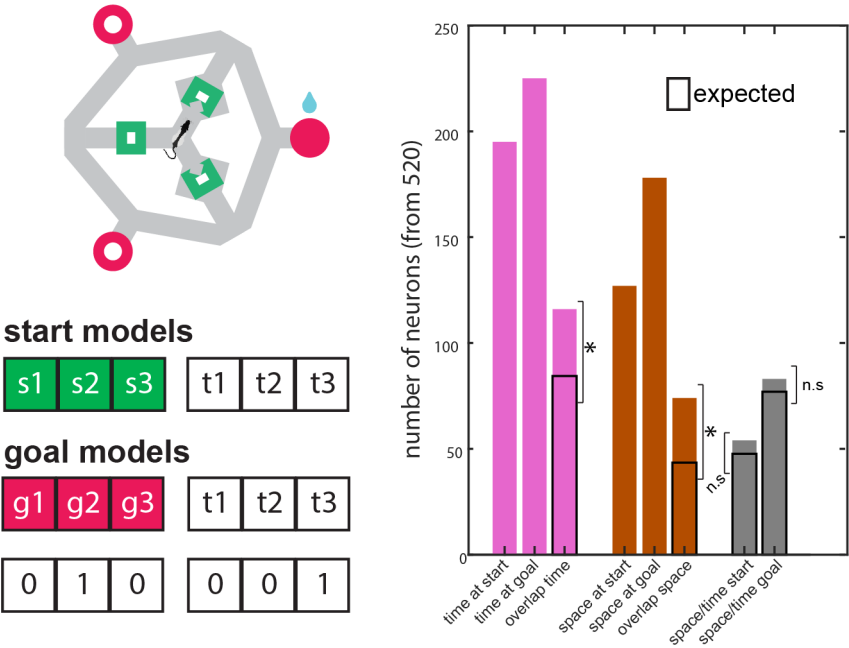 start models
s1 s2 s3 t1 t2 t3
goal models
g1 g2 g3 t1 t2 t3
0 1 0 0 0 1
number of neurons (from 520)
250
200
150
100
50
0
expected
*
*
n.s
n.s
time at start
time at goal
overlap time
space at start
space at goal
overlap space
space/time start
space/time goal